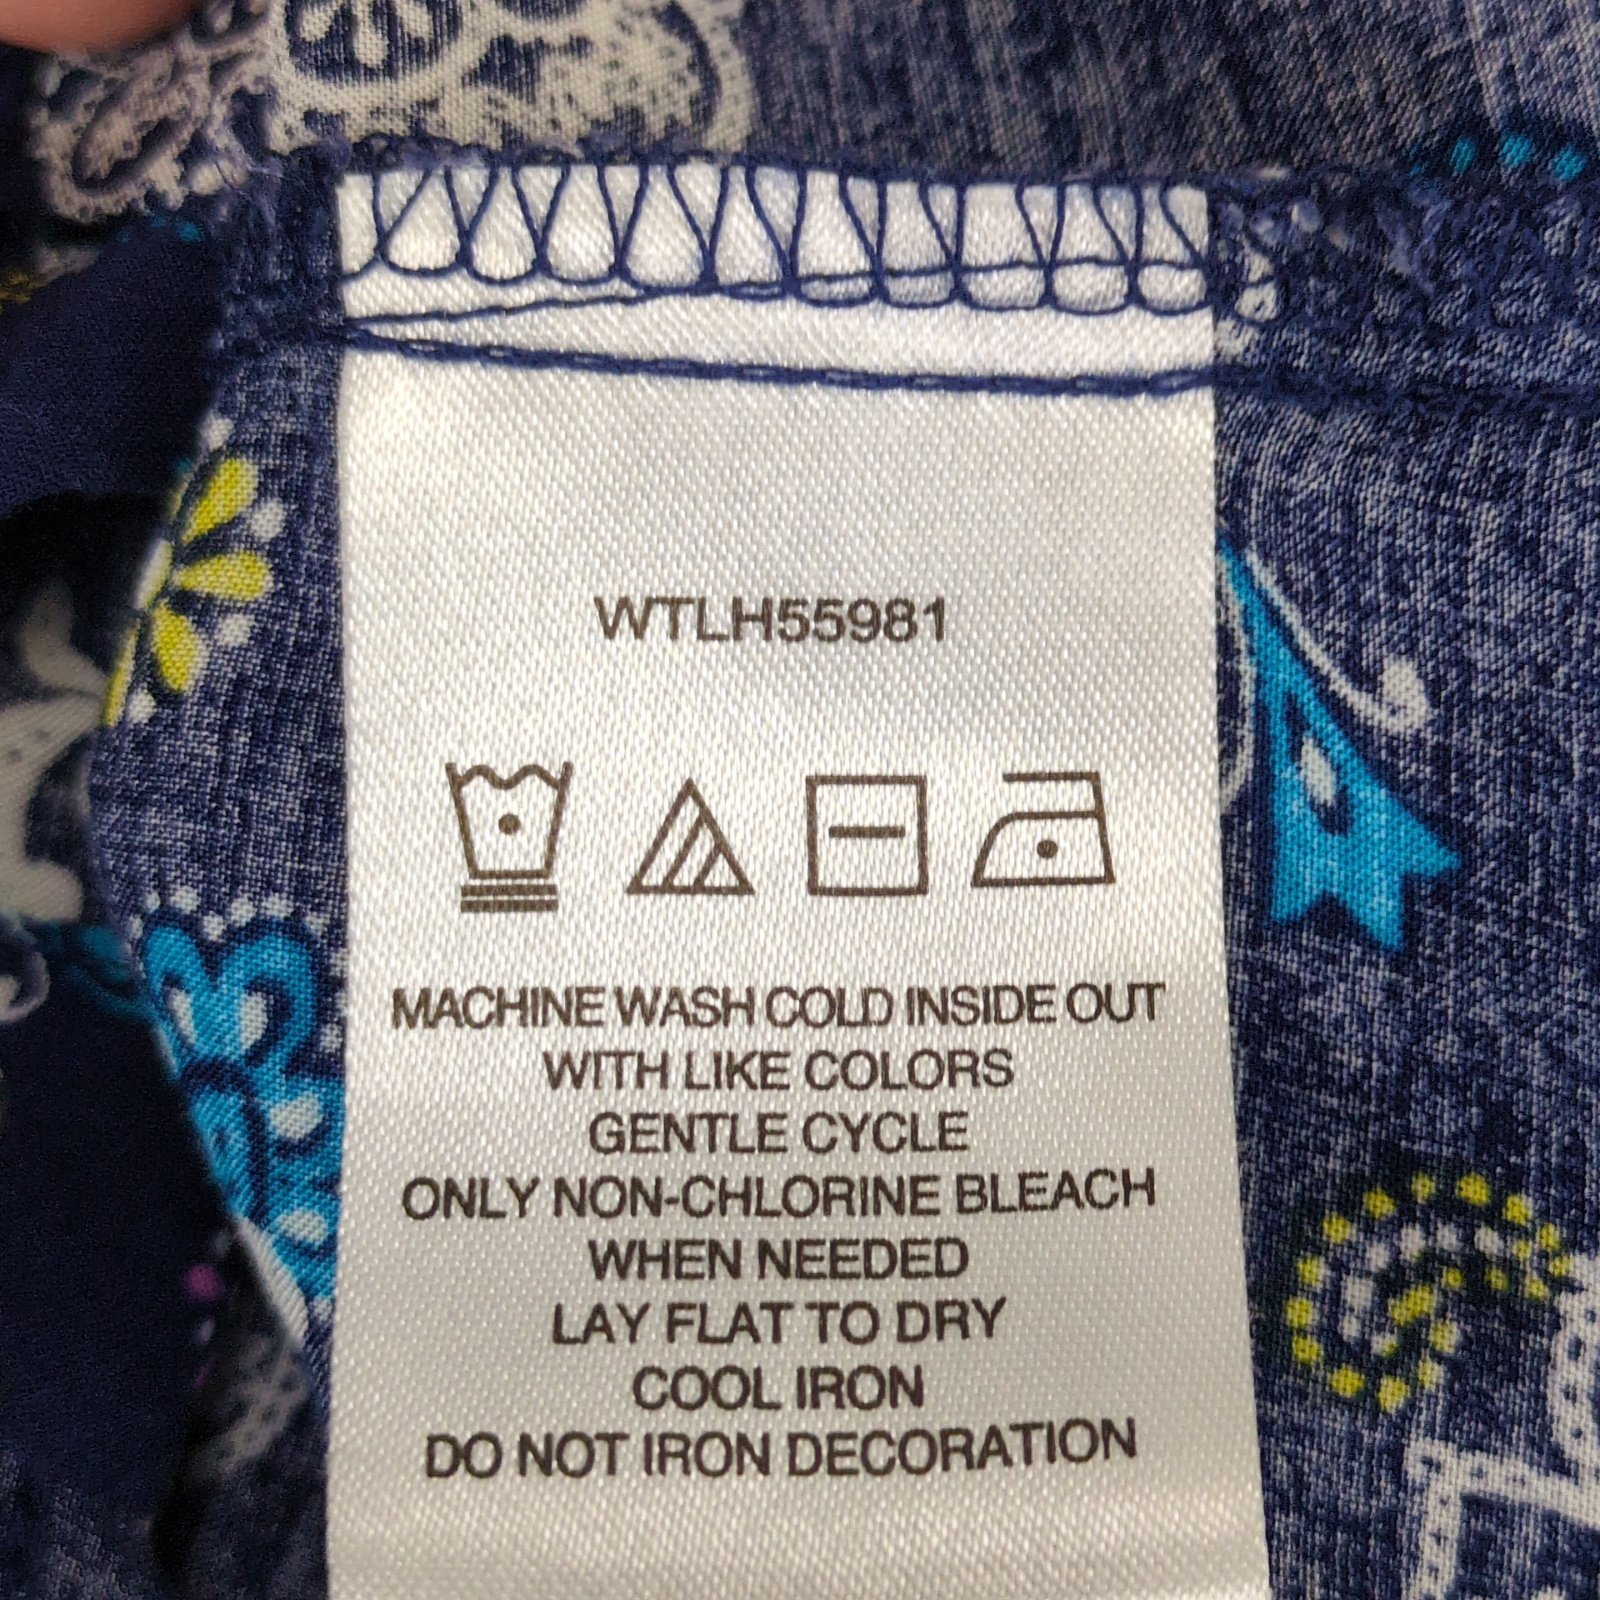 WTLH55981
MACHINE WASH COLD INSIDE OUT
WITH LIKE COLORS
GENTLE CYCLE
ONLY NON-CHLORINE BLEACH
WHEN NEEDED
LAY FLAT TO DRY
COOL IRON
DO NOT IRON DECORATION